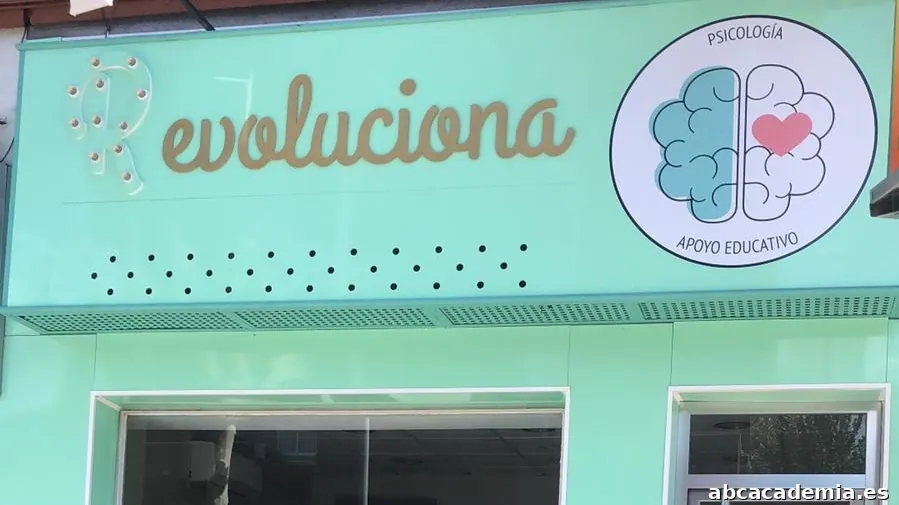 Revoluciona
PSICOLOGÍA
APOYO EDUCATIVO
abcacademia.es